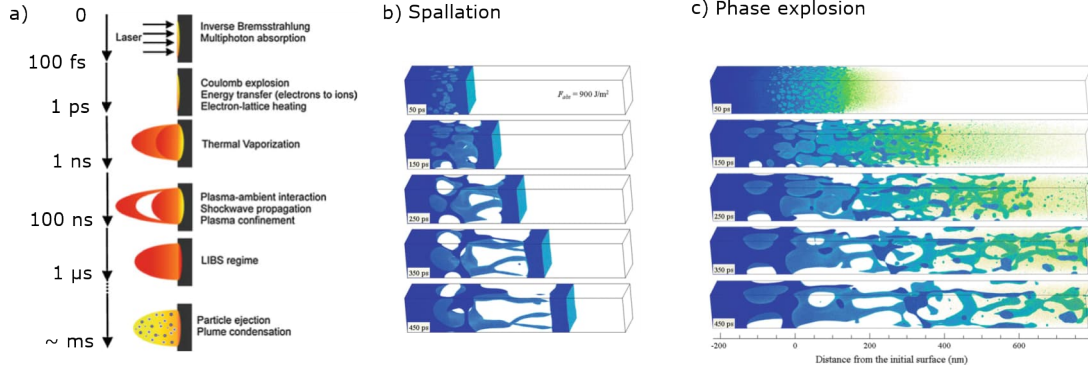 a)
0
Laser
Inverse Bremsstrahlung
Multiphoton absorption
100 fs
Coulomb explosion
Energy transfer (electrons to ions)
Electron-lattice heating
1 ps
Thermal Vaporization
1 ns
Plasma-ambient interaction
Shockwave propagation
Plasma confinement
100 ns
LIBS regime
1 µs
Particle ejection
Plume condensation
~ ms
b) Spallation
F_abs = 900 J/m²
50 ps
150 ps
250 ps
350 ps
450 ps
c) Phase explosion
50 ps
150 ps
250 ps
350 ps
450 ps
-200 0 200 400 600
Distance from the initial surface (nm)